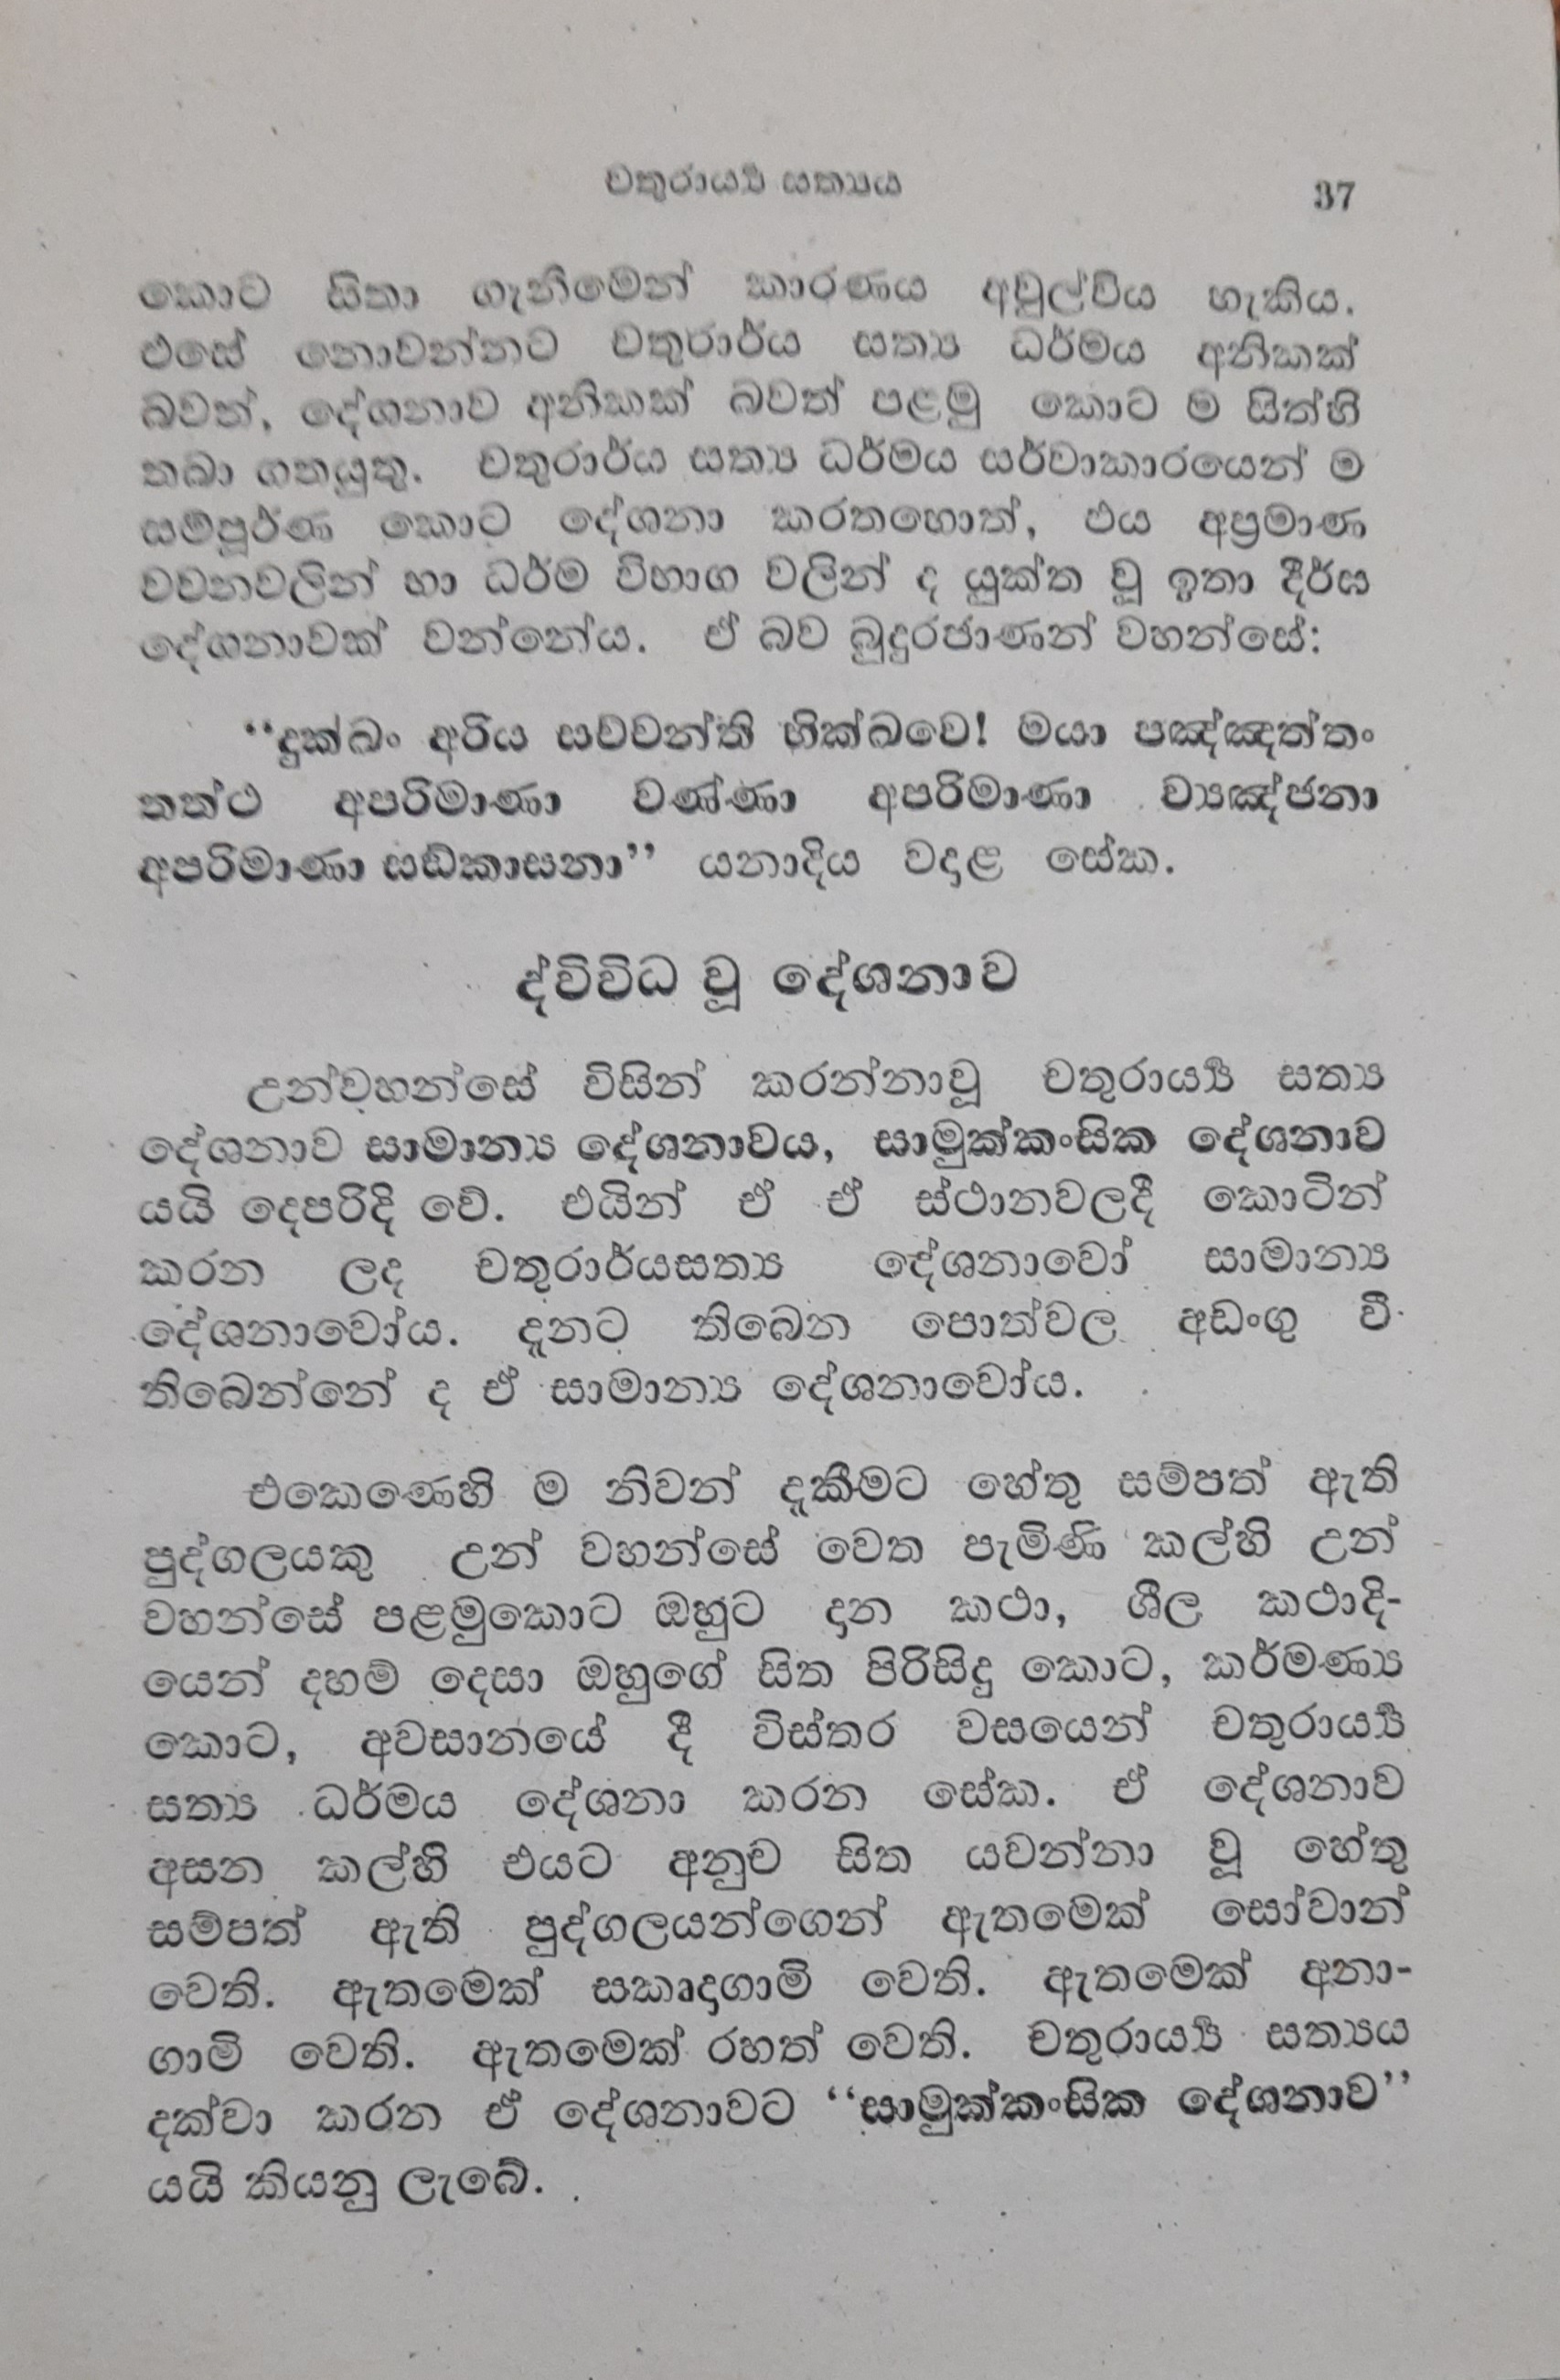 චතුරාර්‍ය්‍ය සත්‍යය 37
කොට සිතා ගැනීමෙන් කාරණය අවුල්විය හැකිය.
එසේ නොවන්නට චතුරාර්ය සත්‍ය ධර්මය අනිකක්
බවත්, දේශනාව අනිකක් බවත් පළමු කොට ම සිත්හි
තබා ගතයුතු. චතුරාර්ය සත්‍ය ධර්මය සර්වාකාරයෙන් ම
සම්පූර්ණ කොට දේශනා කරතහොත්, එය අප්‍රමාණ
වචනවලින් හා ධර්ම විභාග වලින් ද යුක්ත වූ ඉතා දීර්ඝ
දේශනාවක් වන්නේය. ඒ බව බුදුරජාණන් වහන්සේ:
“දුක්ඛං අරිය සච්චන්ති භික්ඛවෙ! මයා පඤ්ඤත්තං
තත්ථ අපරිමාණා වණ්ණා අපරිමාණා ව්‍යඤ්ජනා
අපරිමාණා සඩ්කාසනා” යනාදිය වදාළ සේක.
ද්විවිධ වූ දේශනාව
උන්වහන්සේ විසින් කරන්නාවූ චතුරාර්‍ය්‍ය සත්‍ය
දේශනාව සාමාන්‍ය දේශනාවය, සාමුක්කංසික දේශනාව
යයි දෙපරිදි වේ. එයින් ඒ ඒ ස්ථානවලදී කොටින්
කරන ලද චතුරාර්යසත්‍ය දේශනාවෝ සාමාන්‍ය
දේශනාවෝය. දැනට තිබෙන පොත්වල අඩංගු වී
තිබෙන්නේ ද ඒ සාමාන්‍ය දේශනාවෝය.
එකෙණෙහි ම නිවන් දැකීමට හේතු සම්පත් ඇති
පුද්ගලයකු උන් වහන්සේ වෙත පැමිණි කල්හි උන්
වහන්සේ පළමුකොට ඔහුට දාන කථා, ශීල කථාදි-
යෙන් දහම් දෙසා ඔහුගේ සිත පිරිසිදු කොට, කර්මණ්‍ය
කොට, අවසානයේ දී විස්තර වසයෙන් චතුරාර්‍ය්‍ය
සත්‍ය ධර්මය දේශනා කරන සේක. ඒ දේශනාව
අසන කල්හි එයට අනුව සිත යවන්නා වූ හේතු
සම්පත් ඇති පුද්ගලයන්ගෙන් ඇතමෙක් සෝවාන්
වෙති. ඇතමෙක් සකෘදාගාමි වෙති. ඇතමෙක් අනා-
ගාමි වෙති. ඇතමෙක් රහත් වෙති. චතුරාර්‍ය්‍ය සත්‍යය
දක්වා කරන ඒ දේශනාවට “සාමුක්කංසික දේශනාව”
යයි කියනු ලැබේ.